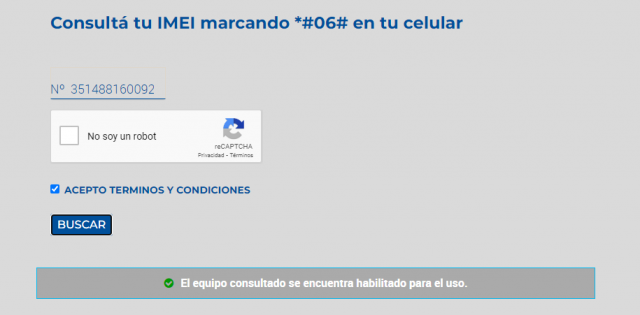 Consultá tu IMEI marcando *#06# en tu celular
Nº 351488160092
No soy un robot
reCAPTCHA
Privacidad - Términos
ACEPTO TERMINOS Y CONDICIONES
BUSCAR
El equipo consultado se encuentra habilitado para el uso.